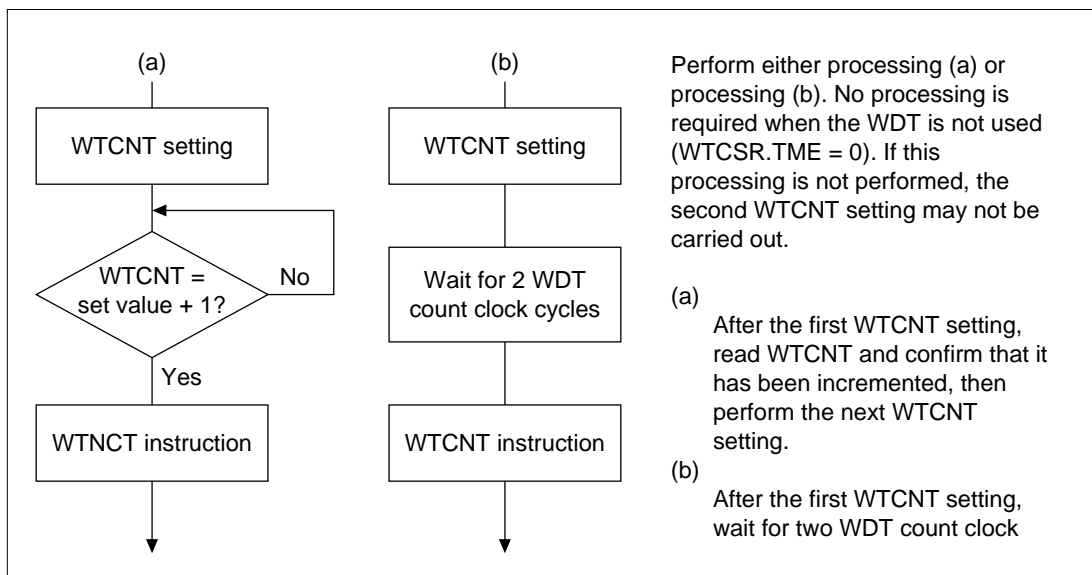 (a)
WTCNT setting
WTCNT =
set value + 1?
No
Yes
WTNCT instruction
(b)
WTCNT setting
Wait for 2 WDT
count clock cycles
WTCNT instruction
Perform either processing (a) or
processing (b). No processing is
required when the WDT is not used
(WTCSR.TME = 0). If this
processing is not performed, the
second WTCNT setting may not be
carried out.
(a)
After the first WTCNT setting,
read WTCNT and confirm that it
has been incremented, then
perform the next WTCNT
setting.
(b)
After the first WTCNT setting,
wait for two WDT count clock